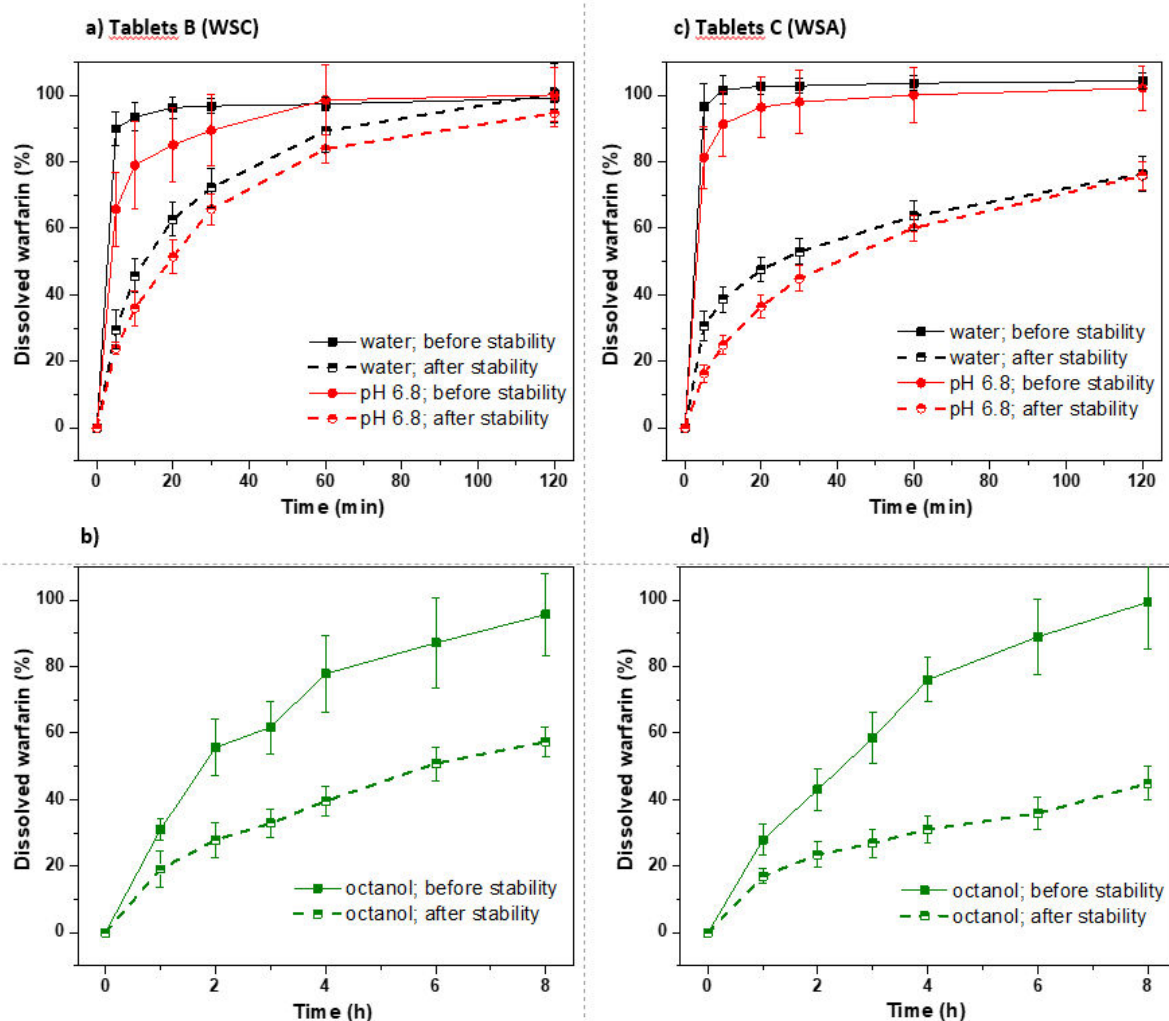 a) Tablets B (WSC)
Dissolved warfarin (%)
100
80
60
40
20
0
water; before stability
water; after stability
pH 6.8; before stability
pH 6.8; after stability
0 20 40 60 80 100 120
Time (min)
c) Tablets C (WSA)
Dissolved warfarin (%)
100
80
60
40
20
0
water; before stability
water; after stability
pH 6.8; before stability
pH 6.8; after stability
0 20 40 60 80 100 120
Time (min)
b)
Dissolved warfarin (%)
100
80
60
40
20
0
octanol; before stability
octanol; after stability
0 2 4 6 8
Time (h)
d)
Dissolved warfarin (%)
100
80
60
40
20
0
octanol; before stability
octanol; after stability
0 2 4 6 8
Time (h)